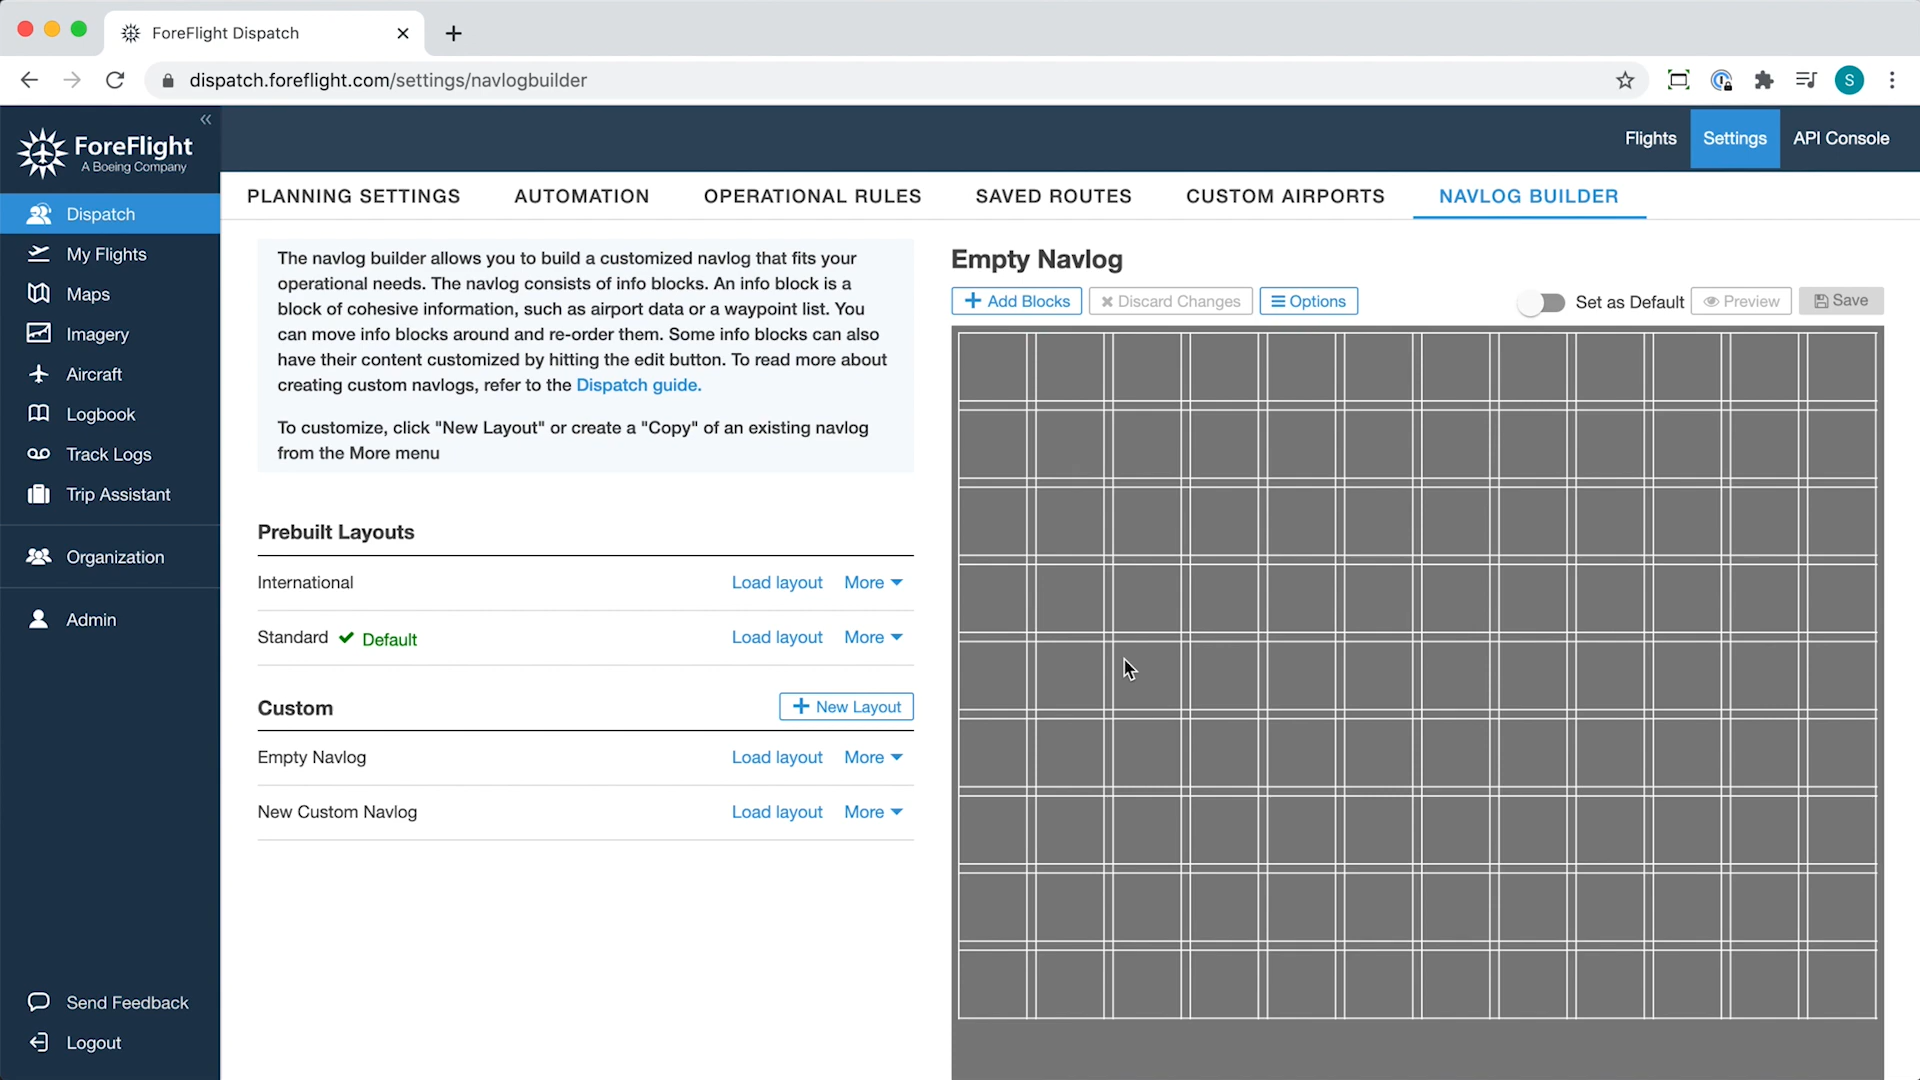 ForeFlight Dispatch
dispatch.foreflight.com/settings/navlogbuilder
S
ForeFlight
A Boeing Company
Flights
Settings
API Console
Dispatch
My Flights
Maps
Imagery
Aircraft
Logbook
Track Logs
Trip Assistant
Organization
Admin
Send Feedback
Logout
PLANNING SETTINGS
AUTOMATION
OPERATIONAL RULES
SAVED ROUTES
CUSTOM AIRPORTS
NAVLOG BUILDER
The navlog builder allows you to build a customized navlog that fits your
operational needs. The navlog consists of info blocks. An info block is a
block of cohesive information, such as airport data or a waypoint list. You
can move info blocks around and re-order them. Some info blocks can also
have their content customized by hitting the edit button. To read more about
creating custom navlogs, refer to the Dispatch guide.
To customize, click "New Layout" or create a "Copy" of an existing navlog
from the More menu
Prebuilt Layouts
International Load layout More
Standard Default Load layout More
Custom New Layout
Empty Navlog Load layout More
New Custom Navlog Load layout More
Empty Navlog
Add Blocks Discard Changes Options Set as Default Preview Save